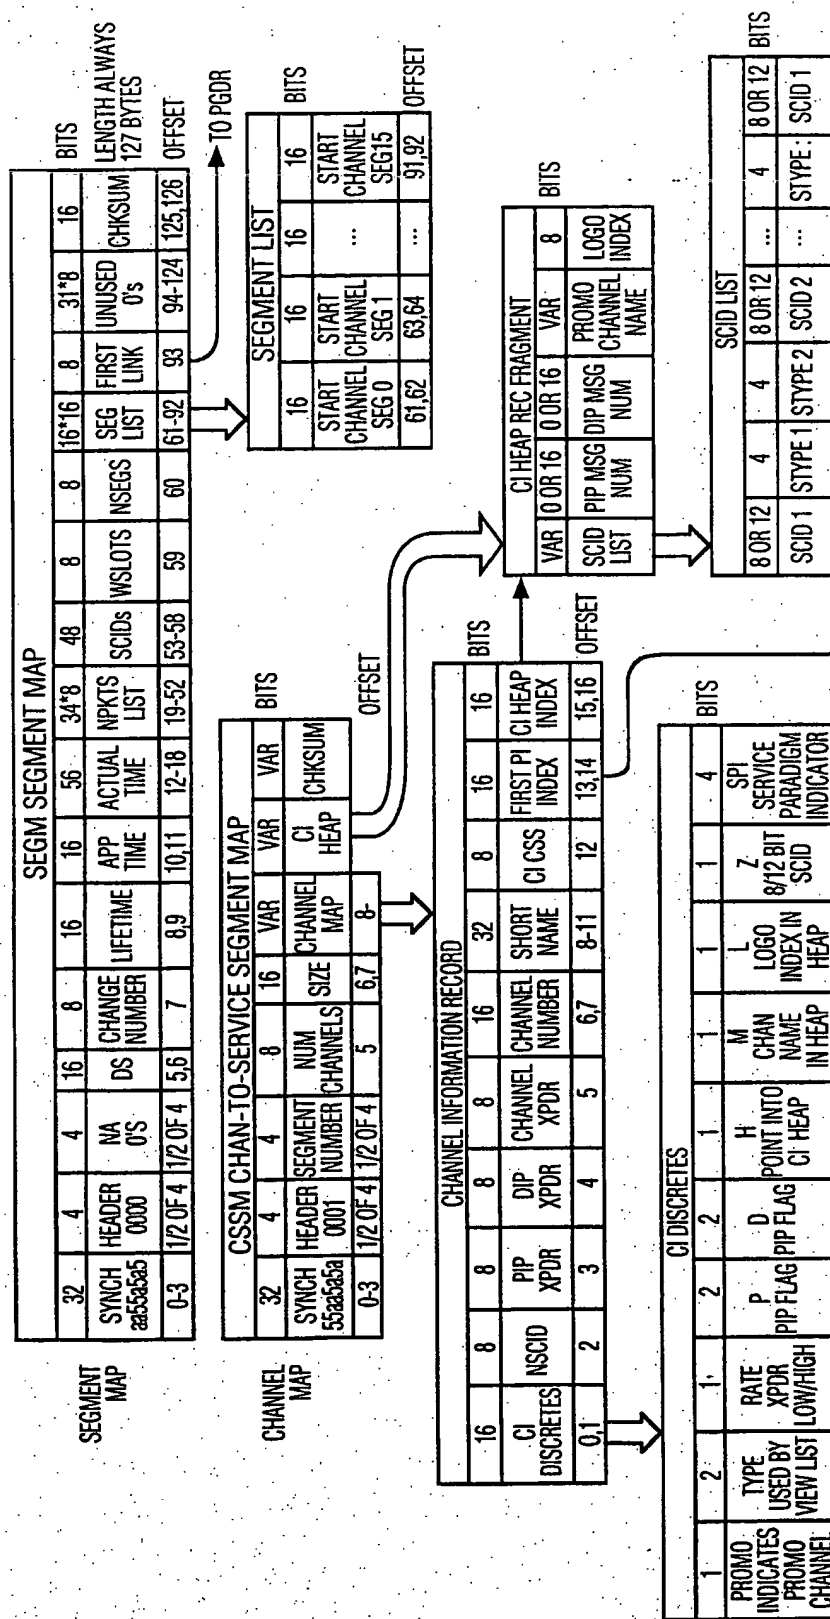 SEGMENT MAP
SEGM SEGMENT MAP
32 4 4 16 8 16 16 56 34*8 48 8 8 16*16 8 31*8 16 BITS
SYNCH aa55a5a5 HEADER 0000 NA 0'S DS CHANGE NUMBER LIFETIME APP TIME ACTUAL TIME NPKTS LIST SCIDs WSLOTS NSEGS SEG LIST FIRST LINK UNUSED 0's CHKSUM LENGTH ALWAYS 127 BYTES
0-3 1/2 OF 4 1/2 OF 4 5,6 7 8,9 10,11 12-18 19-52 53-58 59 60 61-92 93 94-124 125,126 OFFSET
TO PGDR
CHANNEL MAP
CSSM CHAN-TO-SERVICE SEGMENT MAP
32 4 4 8 16 VAR VAR VAR BITS
SYNCH 55aa5a5a HEADER 0001 SEGMENT NUMBER NUM CHANNELS SIZE CHANNEL MAP CI HEAP CHKSUM
0-3 1/2 OF 4 1/2 OF 4 5 6,7 8- OFFSET
SEGMENT LIST
16 16 16 16 BITS
START CHANNEL SEG 0 START CHANNEL SEG 1 ... START CHANNEL SEG15
61,62 63,64 ... 91,92 OFFSET
CHANNEL INFORMATION RECORD
16 8 8 8 8 16 32 8 16 16 BITS
CI DISCRETES NSCID PIP XPDR DIP XPDR CHANNEL XPDR CHANNEL NUMBER SHORT NAME CI CSS FIRST PI INDEX CI HEAP INDEX
0,1 2 3 4 5 6,7 8-11 12 13,14 15,16 OFFSET
CI HEAP REC FRAGMENT
VAR 0 OR 16 0 OR 16 VAR 8 BITS
SCID LIST PIP MSG NUM DIP MSG NUM PROMO CHANNEL NAME LOGO INDEX
CI DISCRETES
1 2 1 2 2 1 1 1 1 4 BITS
PROMO INDICATES PROMO CHANNEL TYPE USED BY VIEW LIST RATE XPDR LOW/HIGH P PIP FLAG D PIP FLAG H POINT INTO CI HEAP M CHAN NAME IN HEAP L LOGO INDEX IN HEAP Z 8/12 BIT SCID SPI SERVICE PARADIGM INDICATOR
SCID LIST
8 OR 12 4 4 8 OR 12 ... 4 8 OR 12 BITS
SCID 1 STYPE 1 STYPE 2 SCID 2 ... STYPE : SCID 1